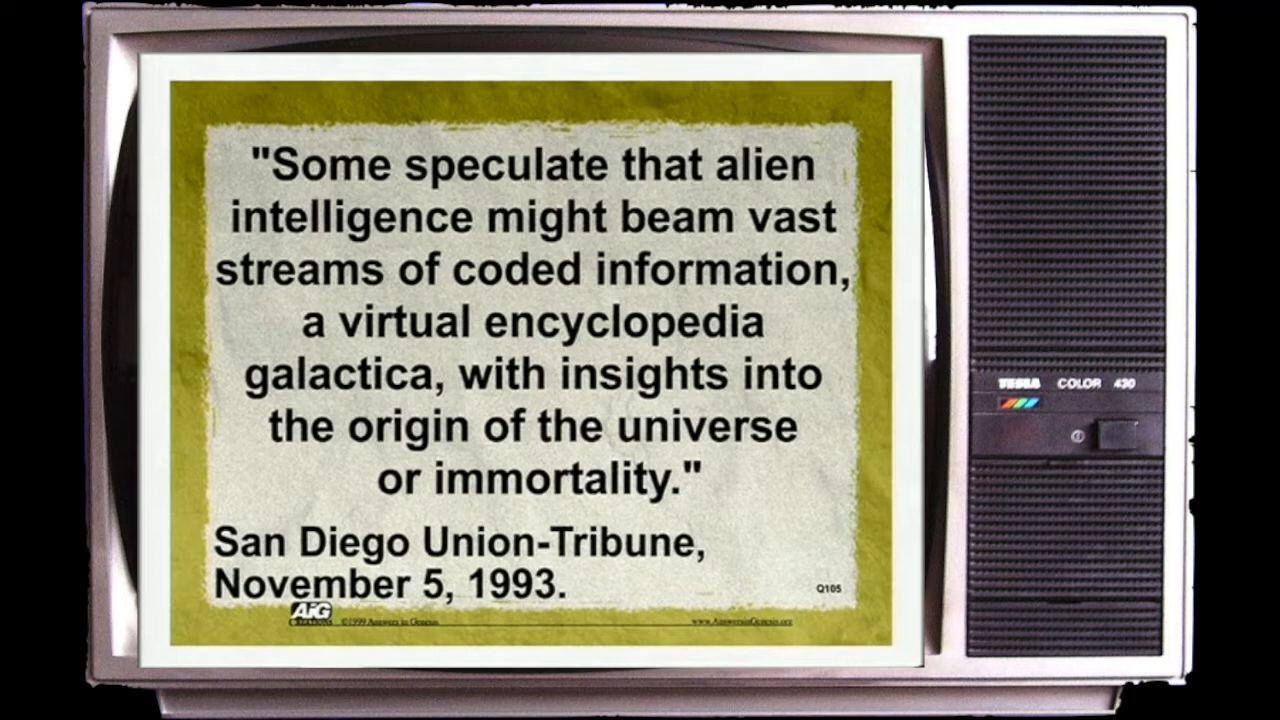 "Some speculate that alien
intelligence might beam vast
streams of coded information,
a virtual encyclopedia
galactica, with insights into
the origin of the universe
or immortality."
San Diego Union-Tribune,
November 5, 1993.
Q105
AiG
©1999 Answers in Genesis
www.AnswersinGenesis.org
TESLA COLOR 430